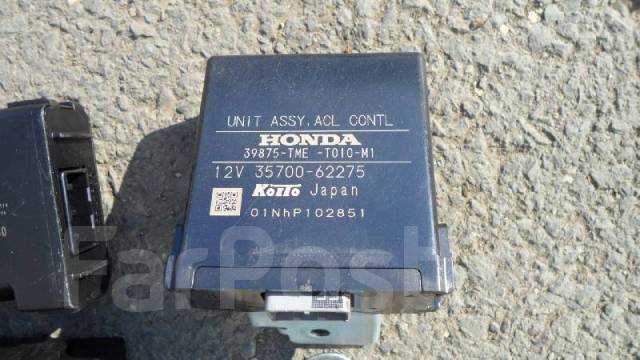 UNIT ASSY, ACL CONTL
HONDA
39875-TME -T010-M1
12V 35700-62275
KOITO Japan
01NhP102851
FarPost